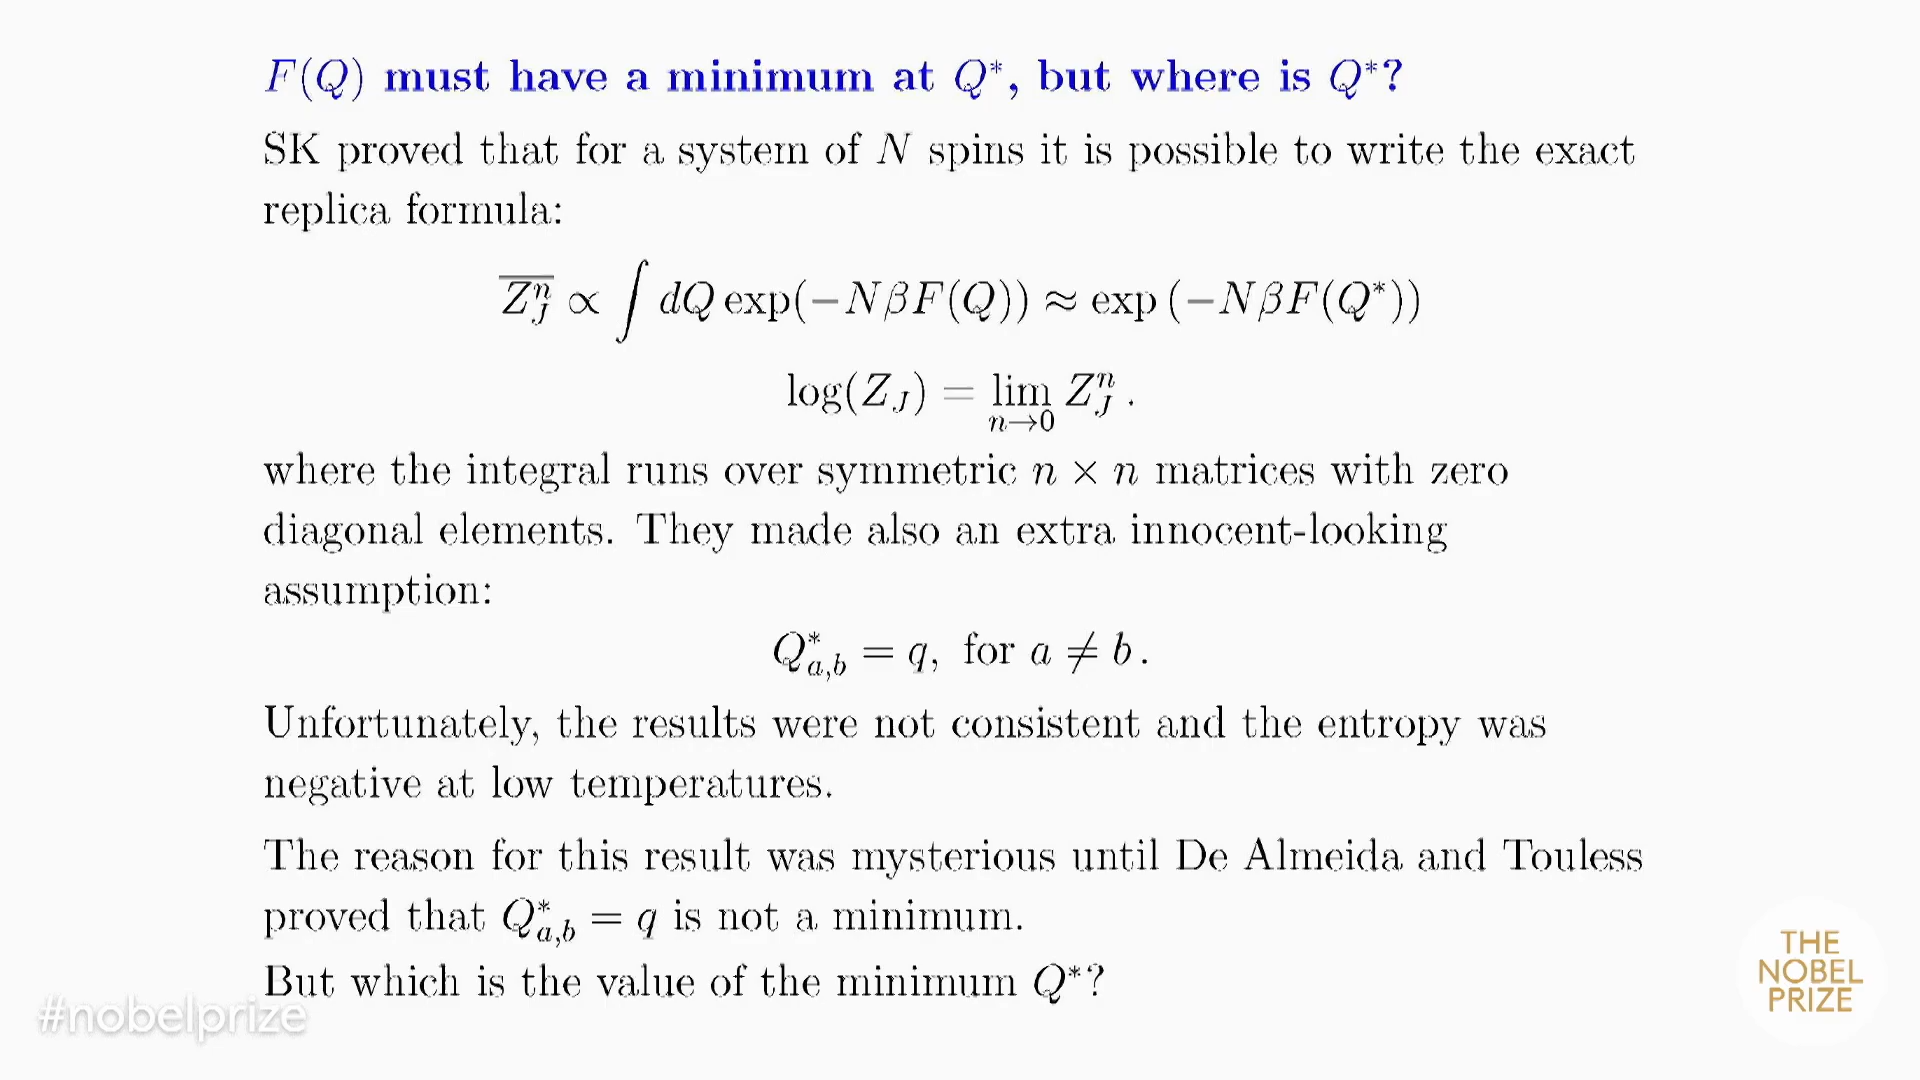 F(Q) must have a minimum at Q*, but where is Q*?
SK proved that for a system of N spins it is possible to write the exact
replica formula:
\overline{Z_J^n} ∝ ∫ dQ exp(−NβF(Q)) ≈ exp (−NβF(Q*))
log(Z_J) = lim_{n→0} Z_J^n .
where the integral runs over symmetric n × n matrices with zero
diagonal elements. They made also an extra innocent-looking
assumption:
Q*_{a,b} = q, for a ≠ b .
Unfortunately, the results were not consistent and the entropy was
negative at low temperatures.
The reason for this result was mysterious until De Almeida and Touless
proved that Q*_{a,b} = q is not a minimum.
But which is the value of the minimum Q*?
#nobelprize
THE
NOBEL
PRIZE